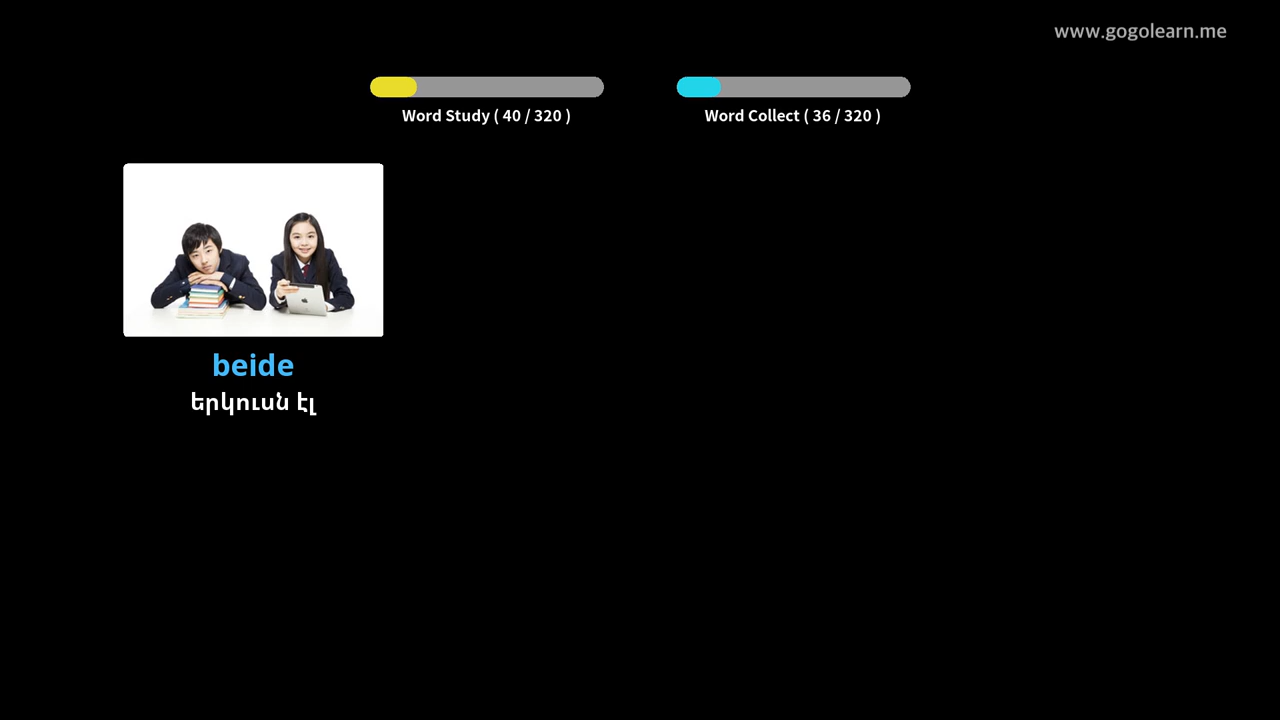 www.gogolearn.me
Word Study ( 40 / 320 )
Word Collect ( 36 / 320 )
beide
երկուսն էլ